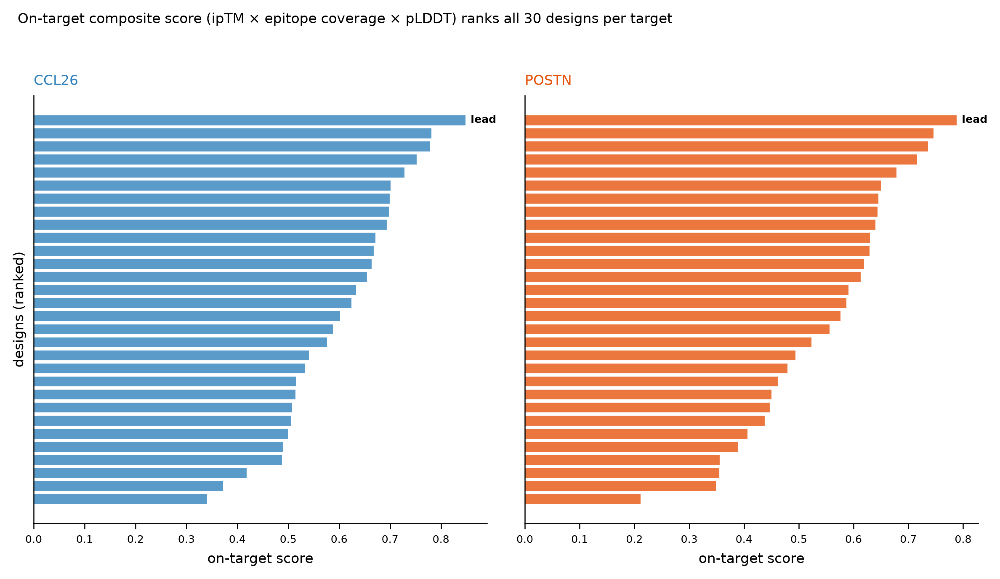 On-target composite score (ipTM × epitope coverage × pLDDT) ranks all 30 designs per target
CCL26
lead
designs (ranked)
0.0 0.1 0.2 0.3 0.4 0.5 0.6 0.7 0.8
on-target score
POSTN
lead
0.0 0.1 0.2 0.3 0.4 0.5 0.6 0.7 0.8
on-target score